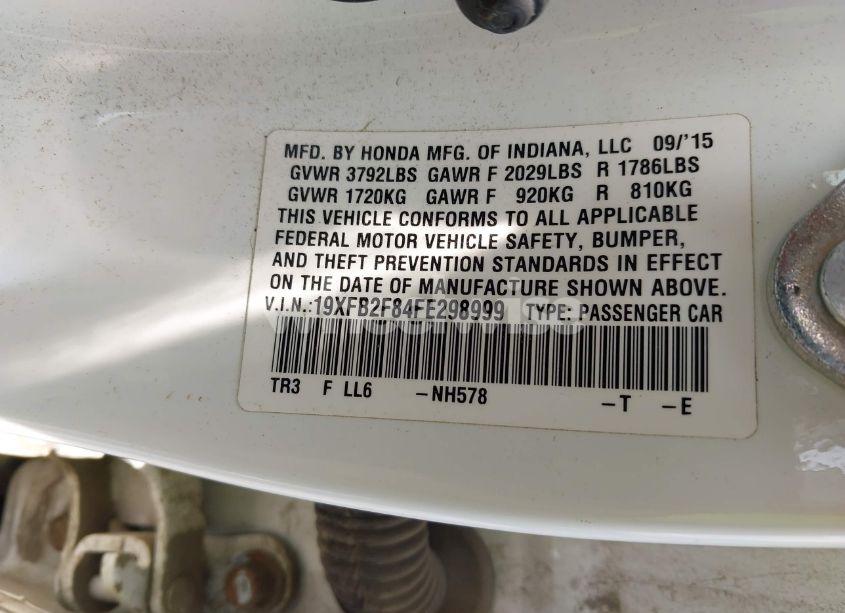 MFD. BY HONDA MFG. OF INDIANA, LLC 09/'15
GVWR 3792LBS GAWR F 2029LBS R 1786LBS
GVWR 1720KG GAWR F 920KG R 810KG
THIS VEHICLE CONFORMS TO ALL APPLICABLE
FEDERAL MOTOR VEHICLE SAFETY, BUMPER,
AND THEFT PREVENTION STANDARDS IN EFFECT
ON THE DATE OF MANUFACTURE SHOWN ABOVE.
V.I.N.:19XFB2F84FE298999 TYPE: PASSENGER CAR
TR3 F LL6 -NH578 -T -E